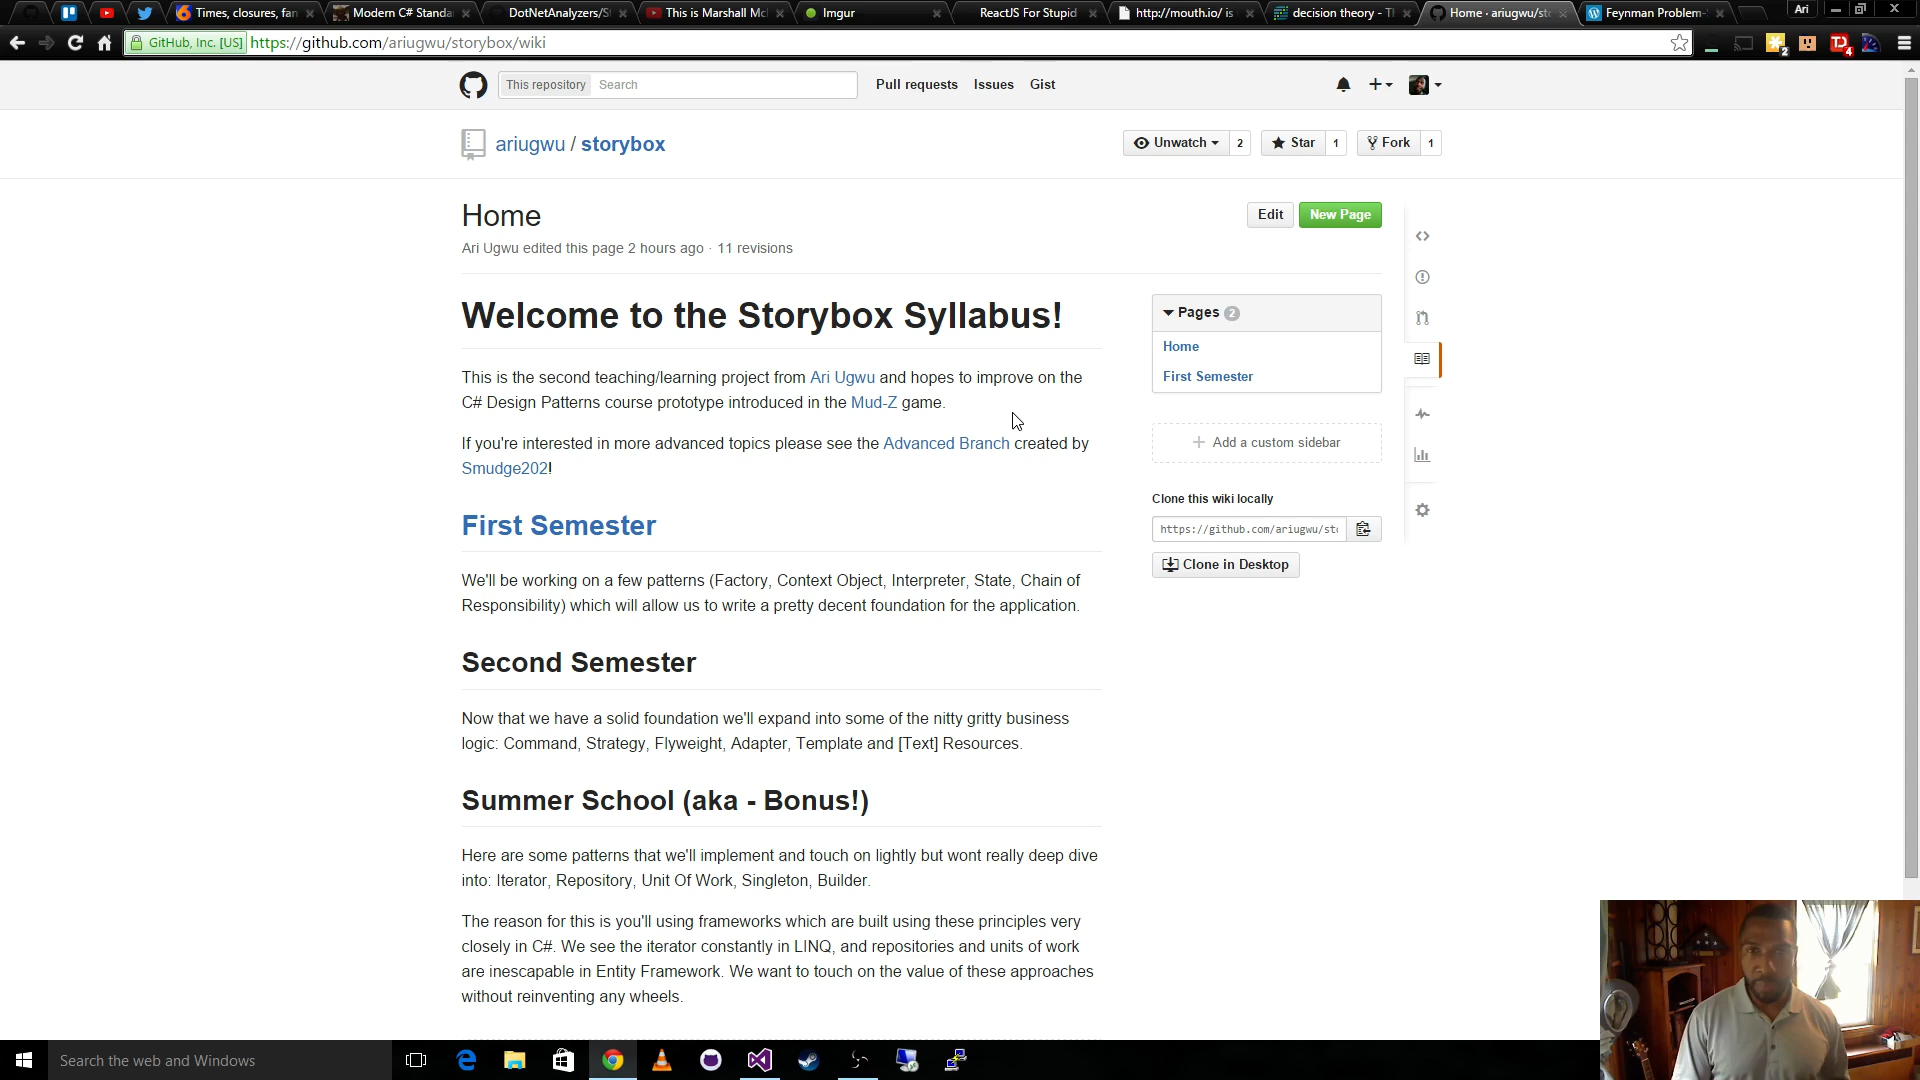 Times, closures, fan
Modern C# Standa
DotNetAnalyzers/S
This is Marshall Mcl
Imgur
ReactJS For Stupid
http://mouth.io/ is
decision theory - Th
Home · ariugwu/sto
Feynman Problem-
Ari
GitHub, Inc. [US] https://github.com/ariugwu/storybox/wiki
This repository Search Pull requests Issues Gist
ariugwu / storybox
Unwatch 2 Star 1 Fork 1
Home
Edit New Page
Ari Ugwu edited this page 2 hours ago · 11 revisions
Welcome to the Storybox Syllabus!
This is the second teaching/learning project from Ari Ugwu and hopes to improve on the
C# Design Patterns course prototype introduced in the Mud-Z game.
If you're interested in more advanced topics please see the Advanced Branch created by
Smudge202!
First Semester
We'll be working on a few patterns (Factory, Context Object, Interpreter, State, Chain of
Responsibility) which will allow us to write a pretty decent foundation for the application.
Second Semester
Now that we have a solid foundation we'll expand into some of the nitty gritty business
logic: Command, Strategy, Flyweight, Adapter, Template and [Text] Resources.
Summer School (aka - Bonus!)
Here are some patterns that we'll implement and touch on lightly but wont really deep dive
into: Iterator, Repository, Unit Of Work, Singleton, Builder.
The reason for this is you'll using frameworks which are built using these principles very
closely in C#. We see the iterator constantly in LINQ, and repositories and units of work
are inescapable in Entity Framework. We want to touch on the value of these approaches
without reinventing any wheels.
Pages 2
Home
First Semester
Add a custom sidebar
Clone this wiki locally
https://github.com/ariugwu/sto
Clone in Desktop
Search the web and Windows